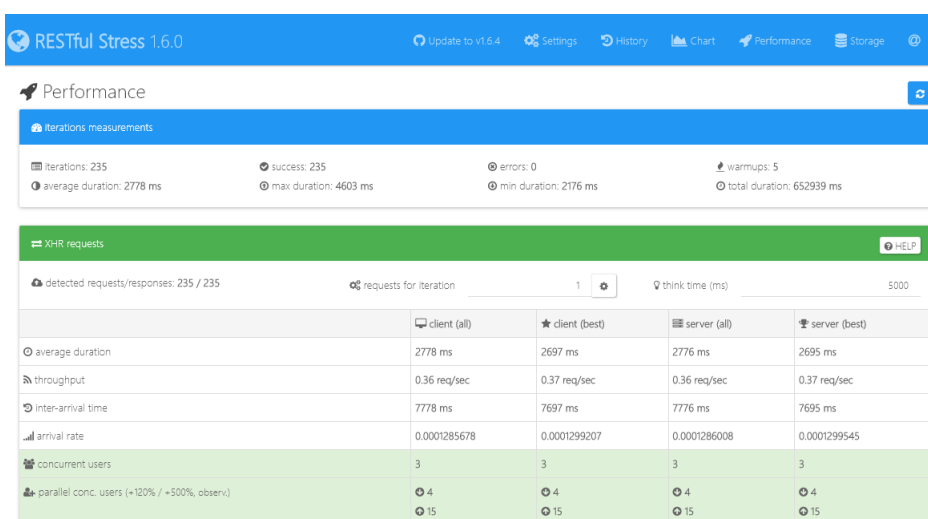 RESTful Stress 1.6.0 Update to v1.6.4 Settings History Chart Performance Storage @
Performance
iterations measurements
iterations: 235 success: 235 errors: 0 warmups: 5
average duration: 2778 ms max duration: 4603 ms min duration: 2176 ms total duration: 652939 ms
XHR requests HELP
detected requests/responses: 235 / 235 requests for iteration 1 think time (ms) 5000
client (all) client (best) server (all) server (best)
average duration 2778 ms 2697 ms 2776 ms 2695 ms
throughput 0.36 req/sec 0.37 req/sec 0.36 req/sec 0.37 req/sec
inter-arrival time 7778 ms 7697 ms 7776 ms 7695 ms
arrival rate 0.0001285678 0.0001299207 0.0001286008 0.0001299545
concurrent users 3 3 3 3
parallel conc. users (+120% / +500%, observ.) 4 4 4 4
15 15 15 15